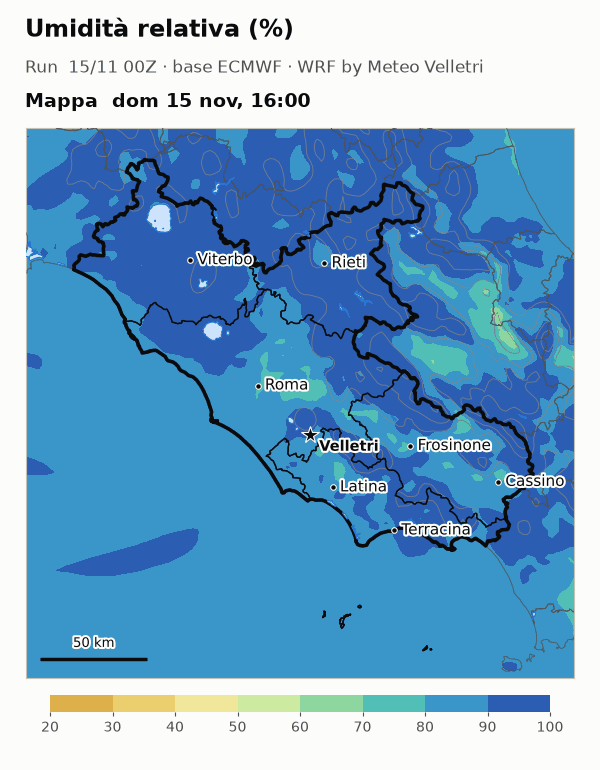 Umidità relativa (%)
Run  15/11 00Z · base ECMWF · WRF by Meteo Velletri
Mappa  dom 15 nov, 16:00
Viterbo
Rieti
Roma
Velletri
Frosinone
Cassino
Latina
Terracina
50 km
20 30 40 50 60 70 80 90 100